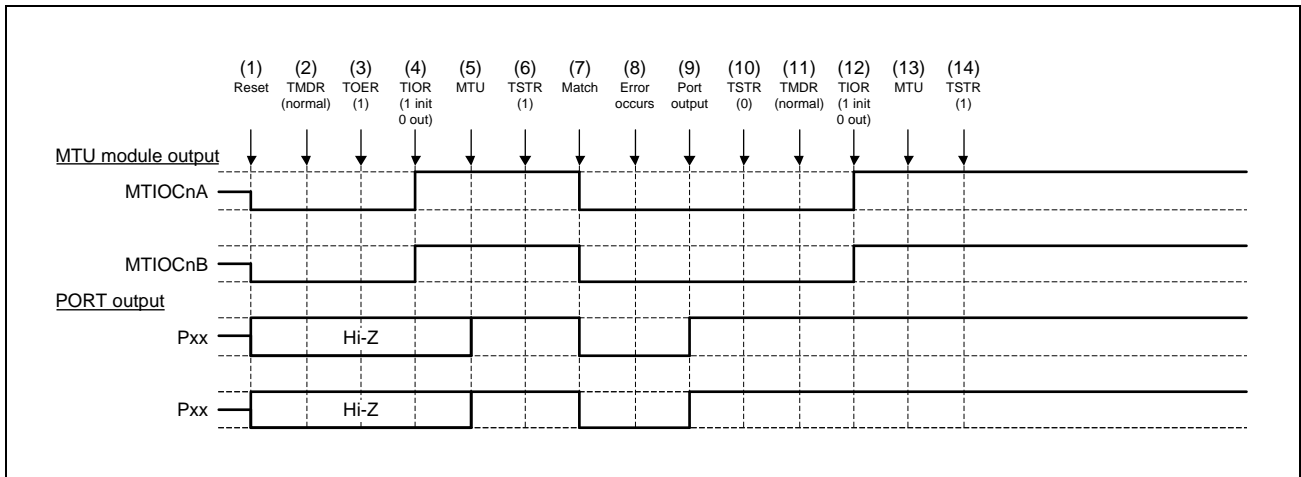 (1) (2) (3) (4) (5) (6) (7) (8) (9) (10) (11) (12) (13) (14)
Reset TMDR TOER TIOR MTU TSTR Match Error Port TSTR TMDR TIOR MTU TSTR
(normal) (1) (1 init (1) occurs output (0) (normal) (1 init (1)
0 out) 0 out)
MTU module output
MTIOCnA
MTIOCnB
PORT output
Pxx Hi-Z
Pxx Hi-Z